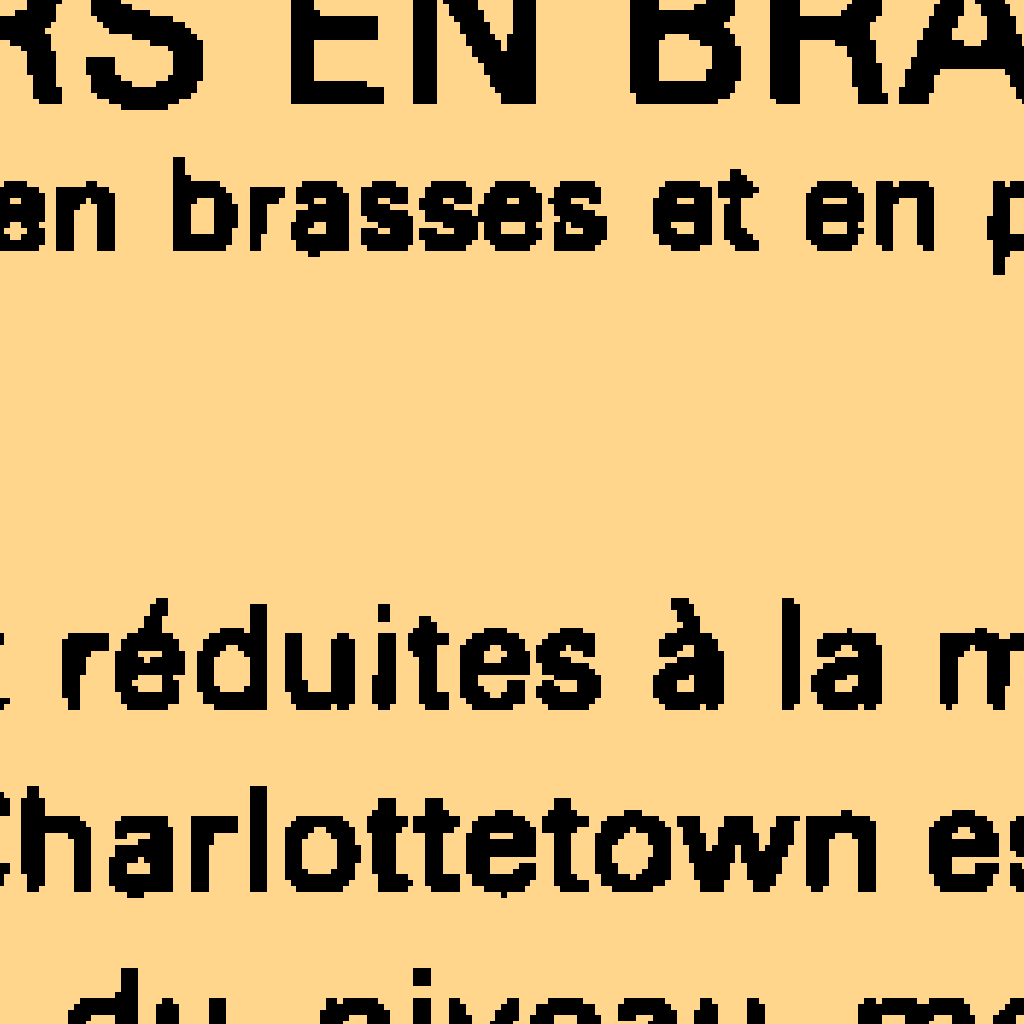 RS EN BRA
en brasses et en p
réduites à la m
Charlottetown es
du niveau mo